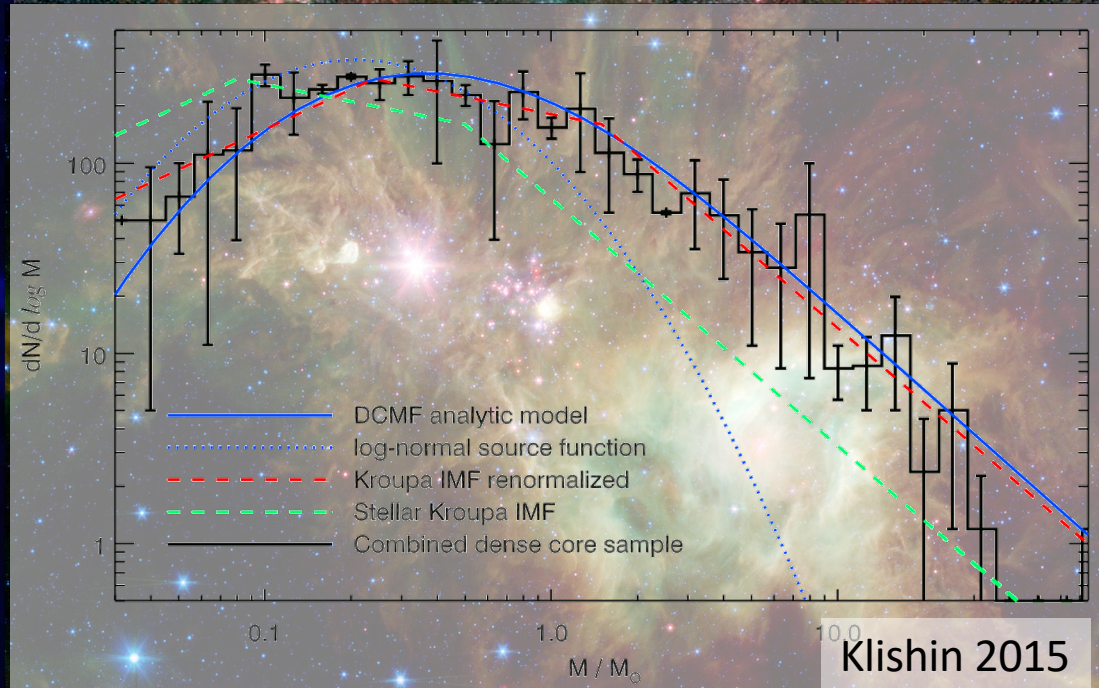 100
10
1
dN/d log M
DCMF analytic model
log-normal source function
Kroupa IMF renormalized
Stellar Kroupa IMF
Combined dense core sample
0.1 1.0 10.0
M / M⊙
Klishin 2015